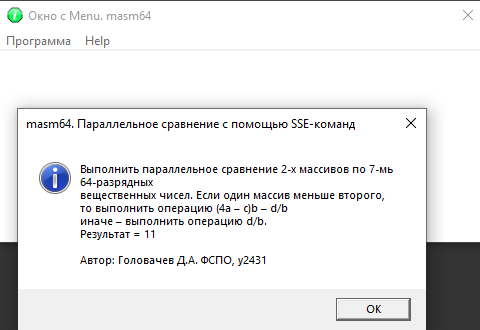 Окно с Menu. masm64
Программа Help
masm64. Параллельное сравнение с помощью SSE-команд
Выполнить параллельное сравнение 2-х массивов по 7-мь
64-разрядных
вещественных чисел. Если один массив меньше второго,
то выполнить операцию (4a – c)b – d/b
иначе – выполнить операцию d/b.
Результат = 11
Автор: Головачев Д.А. ФСПО, y2431
OK